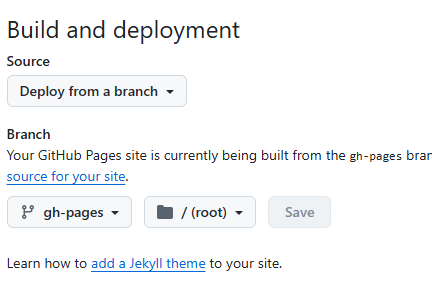 Build and deployment
Source
Deploy from a branch
Branch
Your GitHub Pages site is currently being built from the gh-pages
source for your site.
gh-pages
/ (root)
Save
Learn how to add a Jekyll theme to your site.